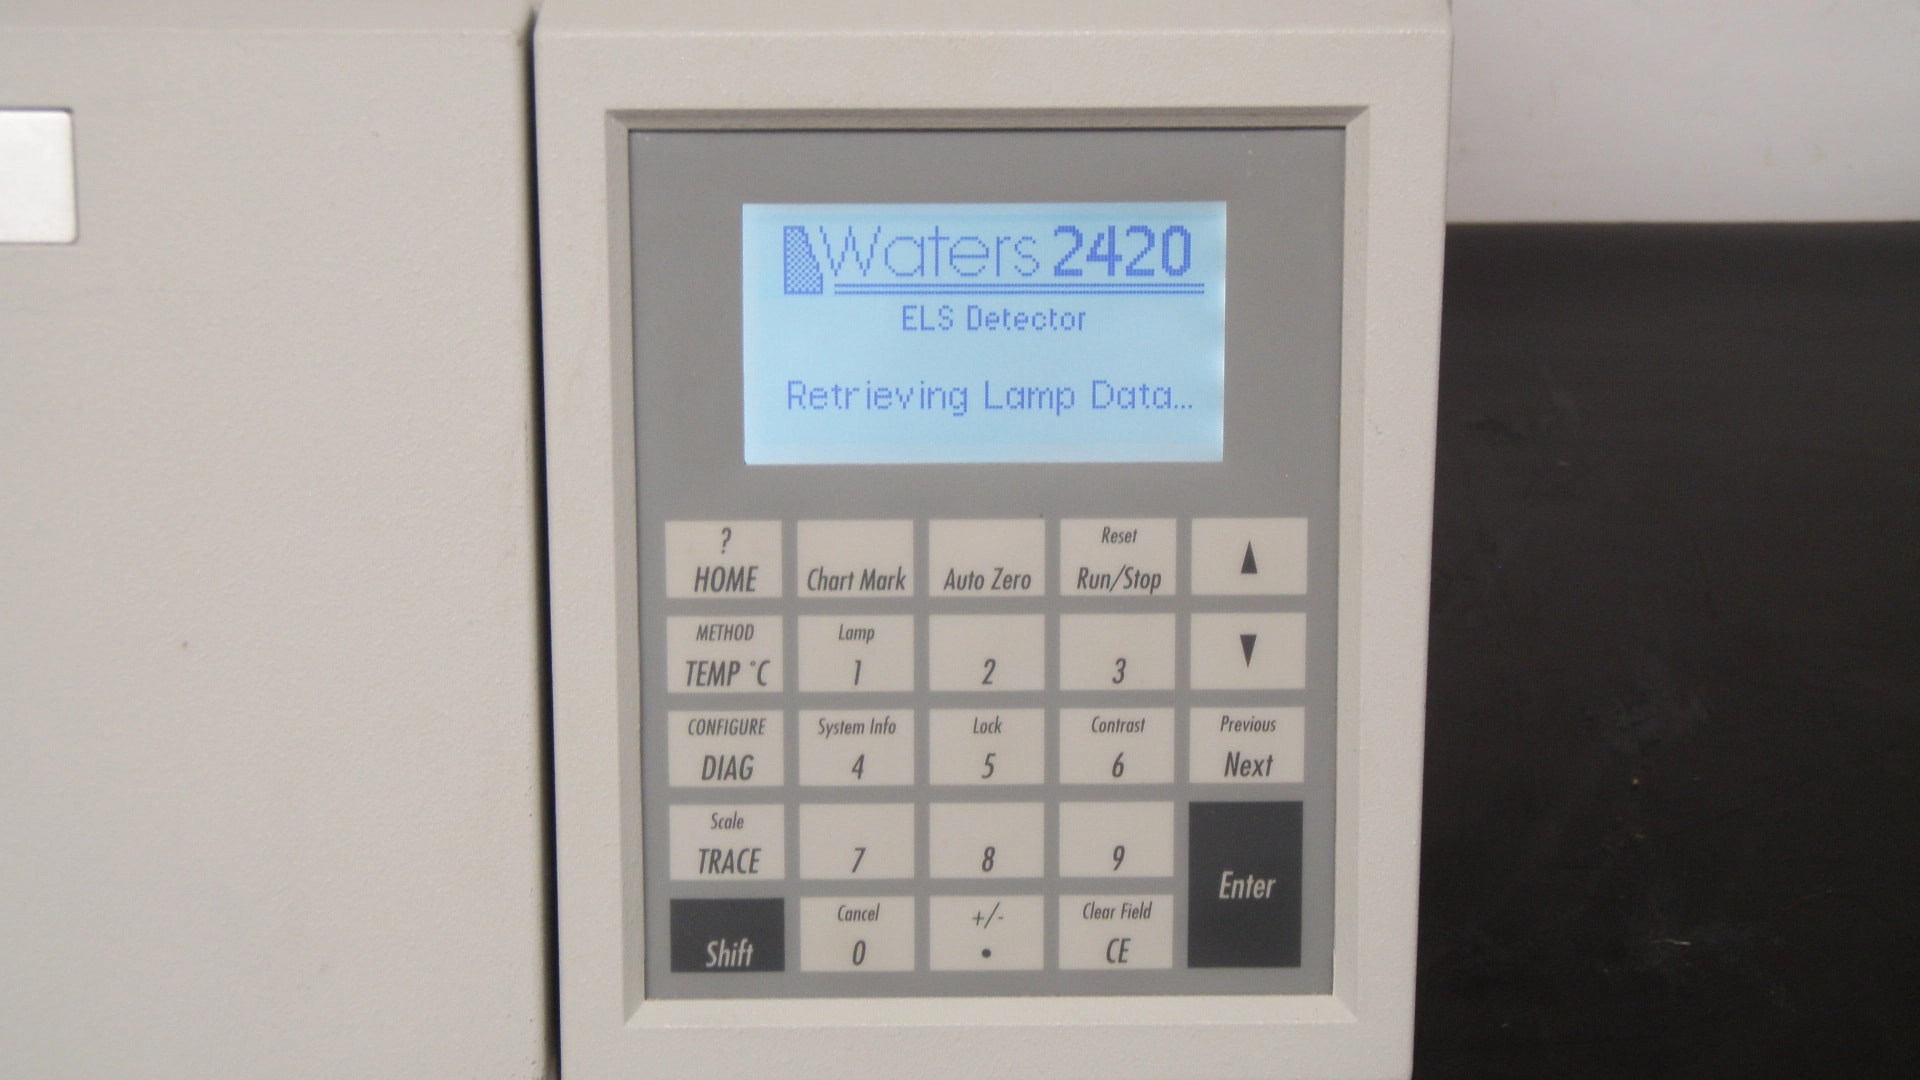 Waters 2420
ELS Detector
Retrieving Lamp Data...
?
HOME
Chart Mark
Auto Zero
Reset
Run/Stop
▲
METHOD
TEMP °C
Lamp
1
2
3
▼
CONFIGURE
DIAG
System Info
4
Lock
5
Contrast
6
Previous
Next
Scale
TRACE
7
8
9
Enter
Shift
Cancel
0
+/-
•
Clear Field
CE